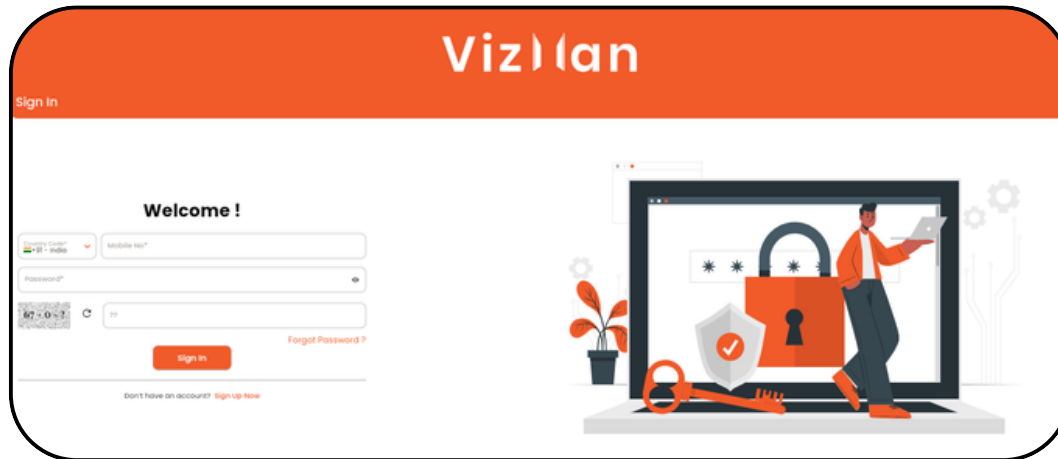 VizMan
Sign In
Welcome !
Country Code*
+91 - India
Mobile No*
Password*
??
Forgot Password ?
Sign In
Don't have an account? Sign Up Now
* * * *